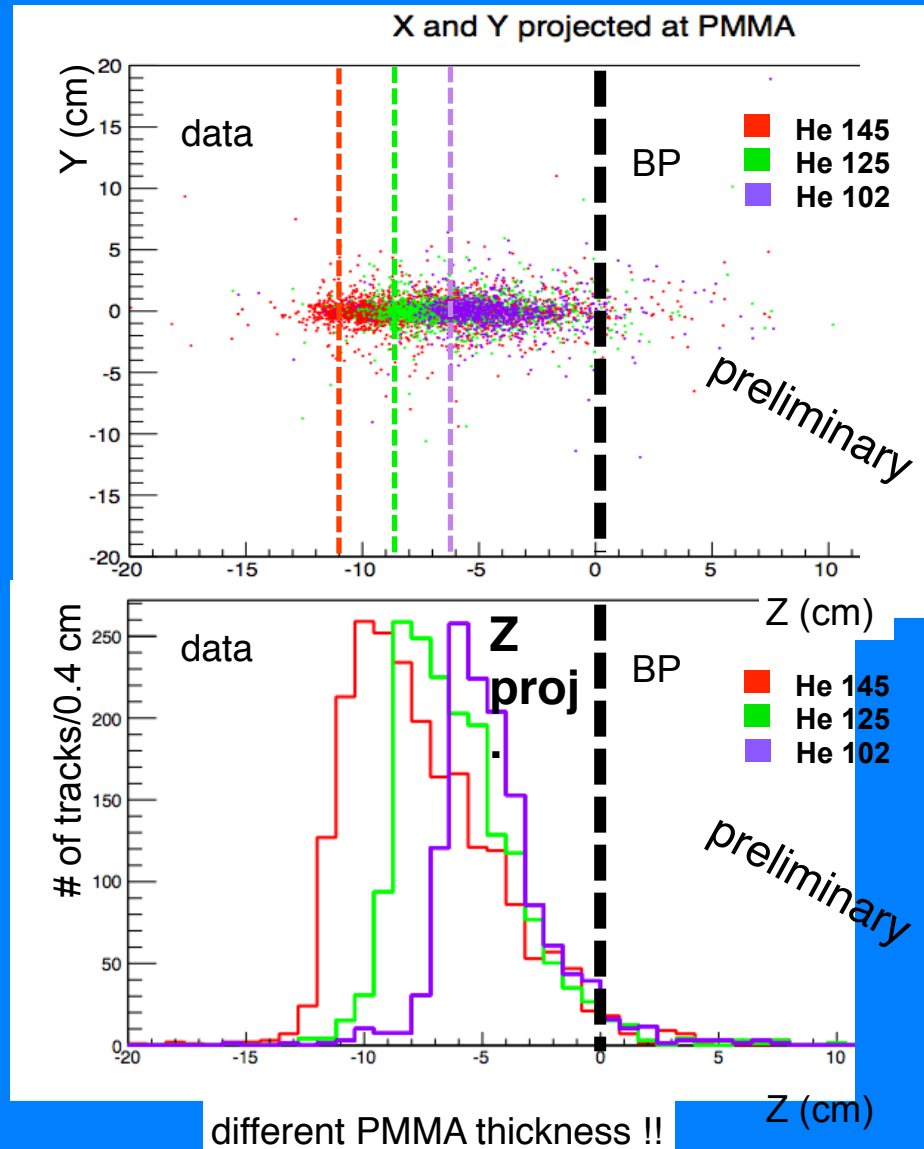 X and Y projected at PMMA
Y (cm)
20
15
10
5
0
-5
-10
-15
-20
data
BP
He 145
He 125
He 102
preliminary
-20 -15 -10 -5 0 5 10
Z (cm)
# of tracks/0.4 cm
250
200
150
100
50
0
data
Z
proj
.
BP
He 145
He 125
He 102
preliminary
-20 -15 -10 -5 0 5 10
Z (cm)
different PMMA thickness !!